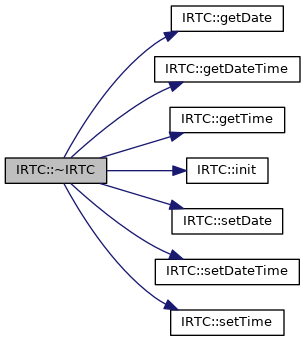 IRTC::getDate
IRTC::getDateTime
IRTC::getTime
IRTC::~IRTC
IRTC::init
IRTC::setDate
IRTC::setDateTime
IRTC::setTime